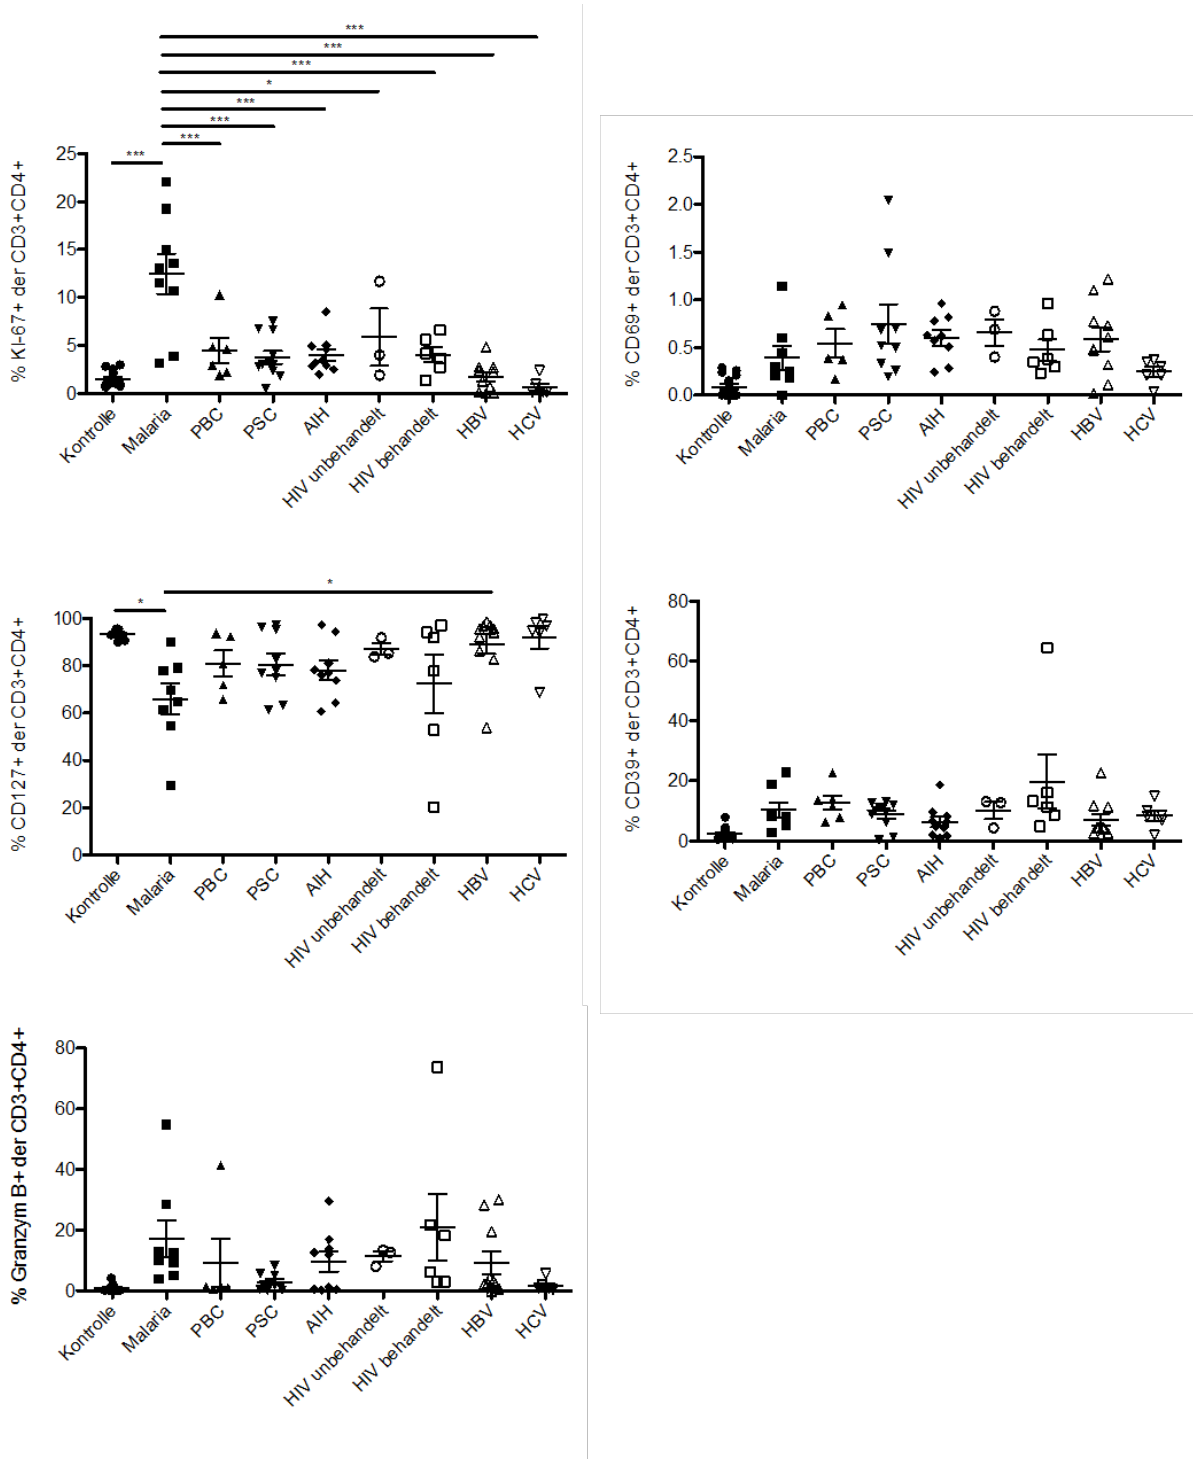 ***
***
***
*
***
***
***
***
% KI-67+ der CD3+CD4+
25
20
15
10
5
0
Kontrolle
Malaria
PBC
PSC
AIH
HIV unbehandelt
HIV behandelt
HBV
HCV
% CD69+ der CD3+CD4+
2.5
2.0
1.5
1.0
0.5
0.0
Kontrolle
Malaria
PBC
PSC
AIH
HIV unbehandelt
HIV behandelt
HBV
HCV
*
*
% CD127+ der CD3+CD4+
100
80
60
40
20
0
Kontrolle
Malaria
PBC
PSC
AIH
HIV unbehandelt
HIV behandelt
HBV
HCV
% CD39+ der CD3+CD4+
80
60
40
20
0
Kontrolle
Malaria
PBC
PSC
AIH
HIV unbehandelt
HIV behandelt
HBV
HCV
% Granzym B+ der CD3+CD4+
80
60
40
20
0
Kontrolle
Malaria
PBC
PSC
AIH
HIV unbehandelt
HIV behandelt
HBV
HCV